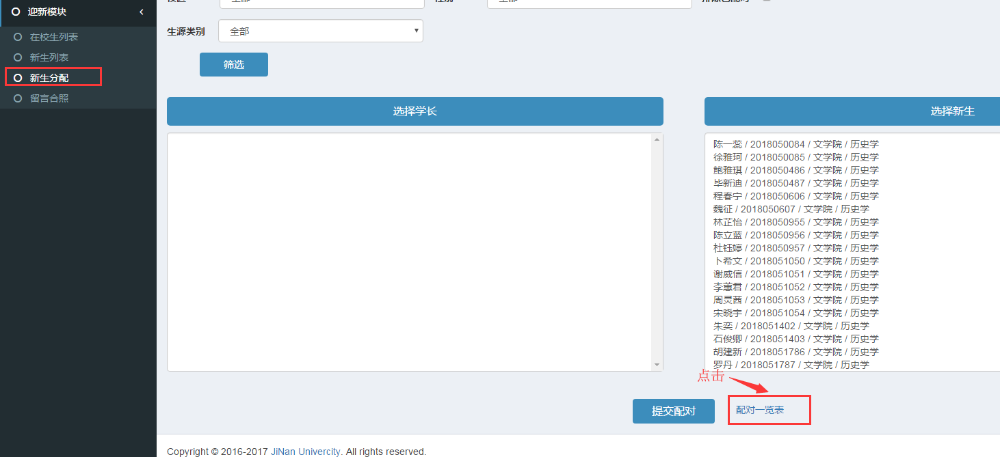 迎新模块
在校生列表
新生列表
新生分配
留言合照
生源类别 全部
筛选
选择学长
选择新生
陈一蕊 / 2018050084 / 文学院 / 历史学
徐雅珂 / 2018050085 / 文学院 / 历史学
鲍雅琪 / 2018050486 / 文学院 / 历史学
毕新迪 / 2018050487 / 文学院 / 历史学
程春宁 / 2018050606 / 文学院 / 历史学
魏征 / 2018050607 / 文学院 / 历史学
林芷怡 / 2018050955 / 文学院 / 历史学
陈立蓝 / 2018050956 / 文学院 / 历史学
杜钰婷 / 2018050957 / 文学院 / 历史学
卜希文 / 2018051050 / 文学院 / 历史学
谢威信 / 2018051051 / 文学院 / 历史学
李蕙君 / 2018051052 / 文学院 / 历史学
周灵茜 / 2018051053 / 文学院 / 历史学
宋晓宇 / 2018051054 / 文学院 / 历史学
朱奕 / 2018051402 / 文学院 / 历史学
石俊卿 / 2018051403 / 文学院 / 历史学
胡建新 / 2018051786 / 文学院 / 历史学
罗丹 / 2018051787 / 文学院 / 历史学
点击
提交配对
配对一览表
Copyright © 2016-2017 JiNan Univercity. All rights reserved.